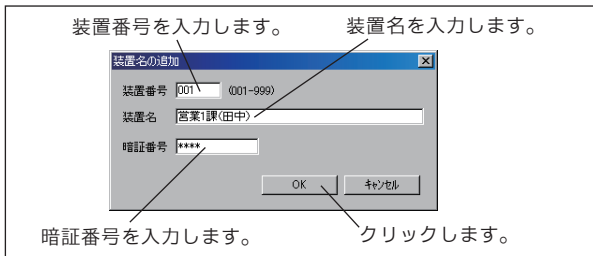 装置番号を入力します。 装置名を入力します。
装置名の追加
装置番号 001 (001-999)
装置名 営業1課(田中)
暗証番号 ****
OK キャンセル
暗証番号を入力します。 クリックします。